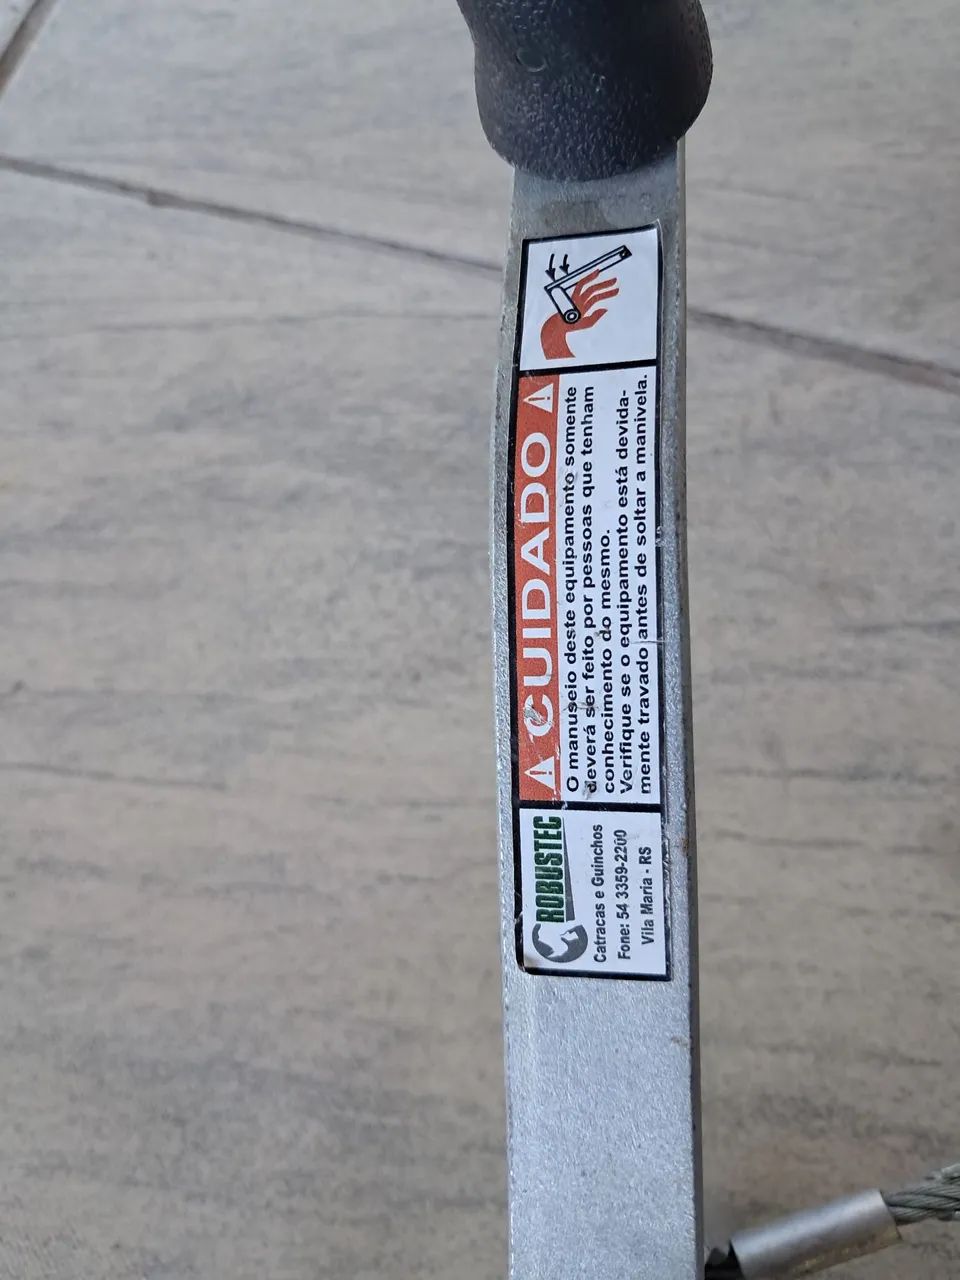 ROBUSTEC
Catracas e Guinchos
Fone: 54 3359-2200
Vila Maria - RS
CUIDADO
O manuseio deste equipamento somente
deverá ser feito por pessoas que tenham
conhecimento do mesmo.
Verifique se o equipamento está devida-
mente travado antes de soltar a manivela.